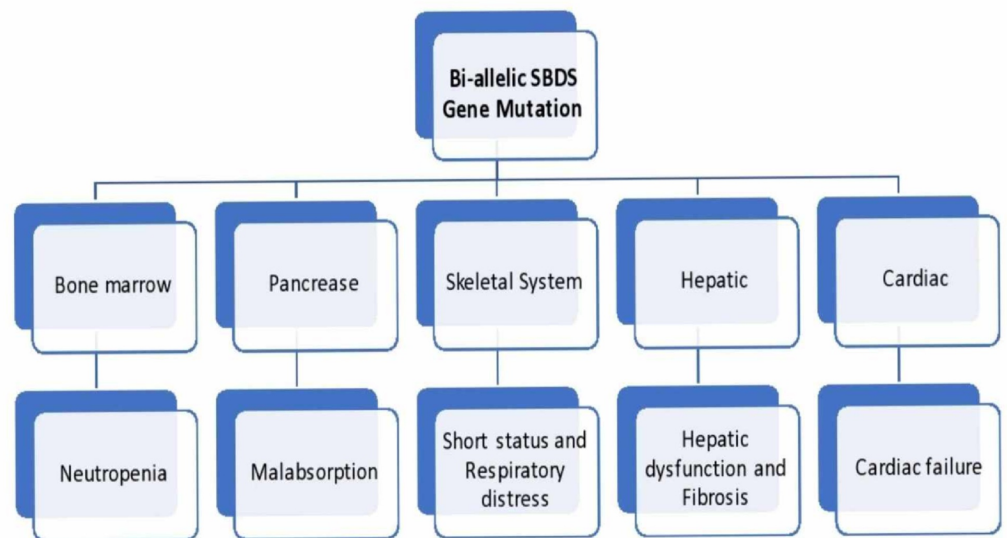 Bi-allelic SBDS
Gene Mutation
Bone marrow
Pancrease
Skeletal System
Hepatic
Cardiac
Neutropenia
Malabsorption
Short status and
Respiratory
distress
Hepatic
dysfunction and
Fibrosis
Cardiac failure